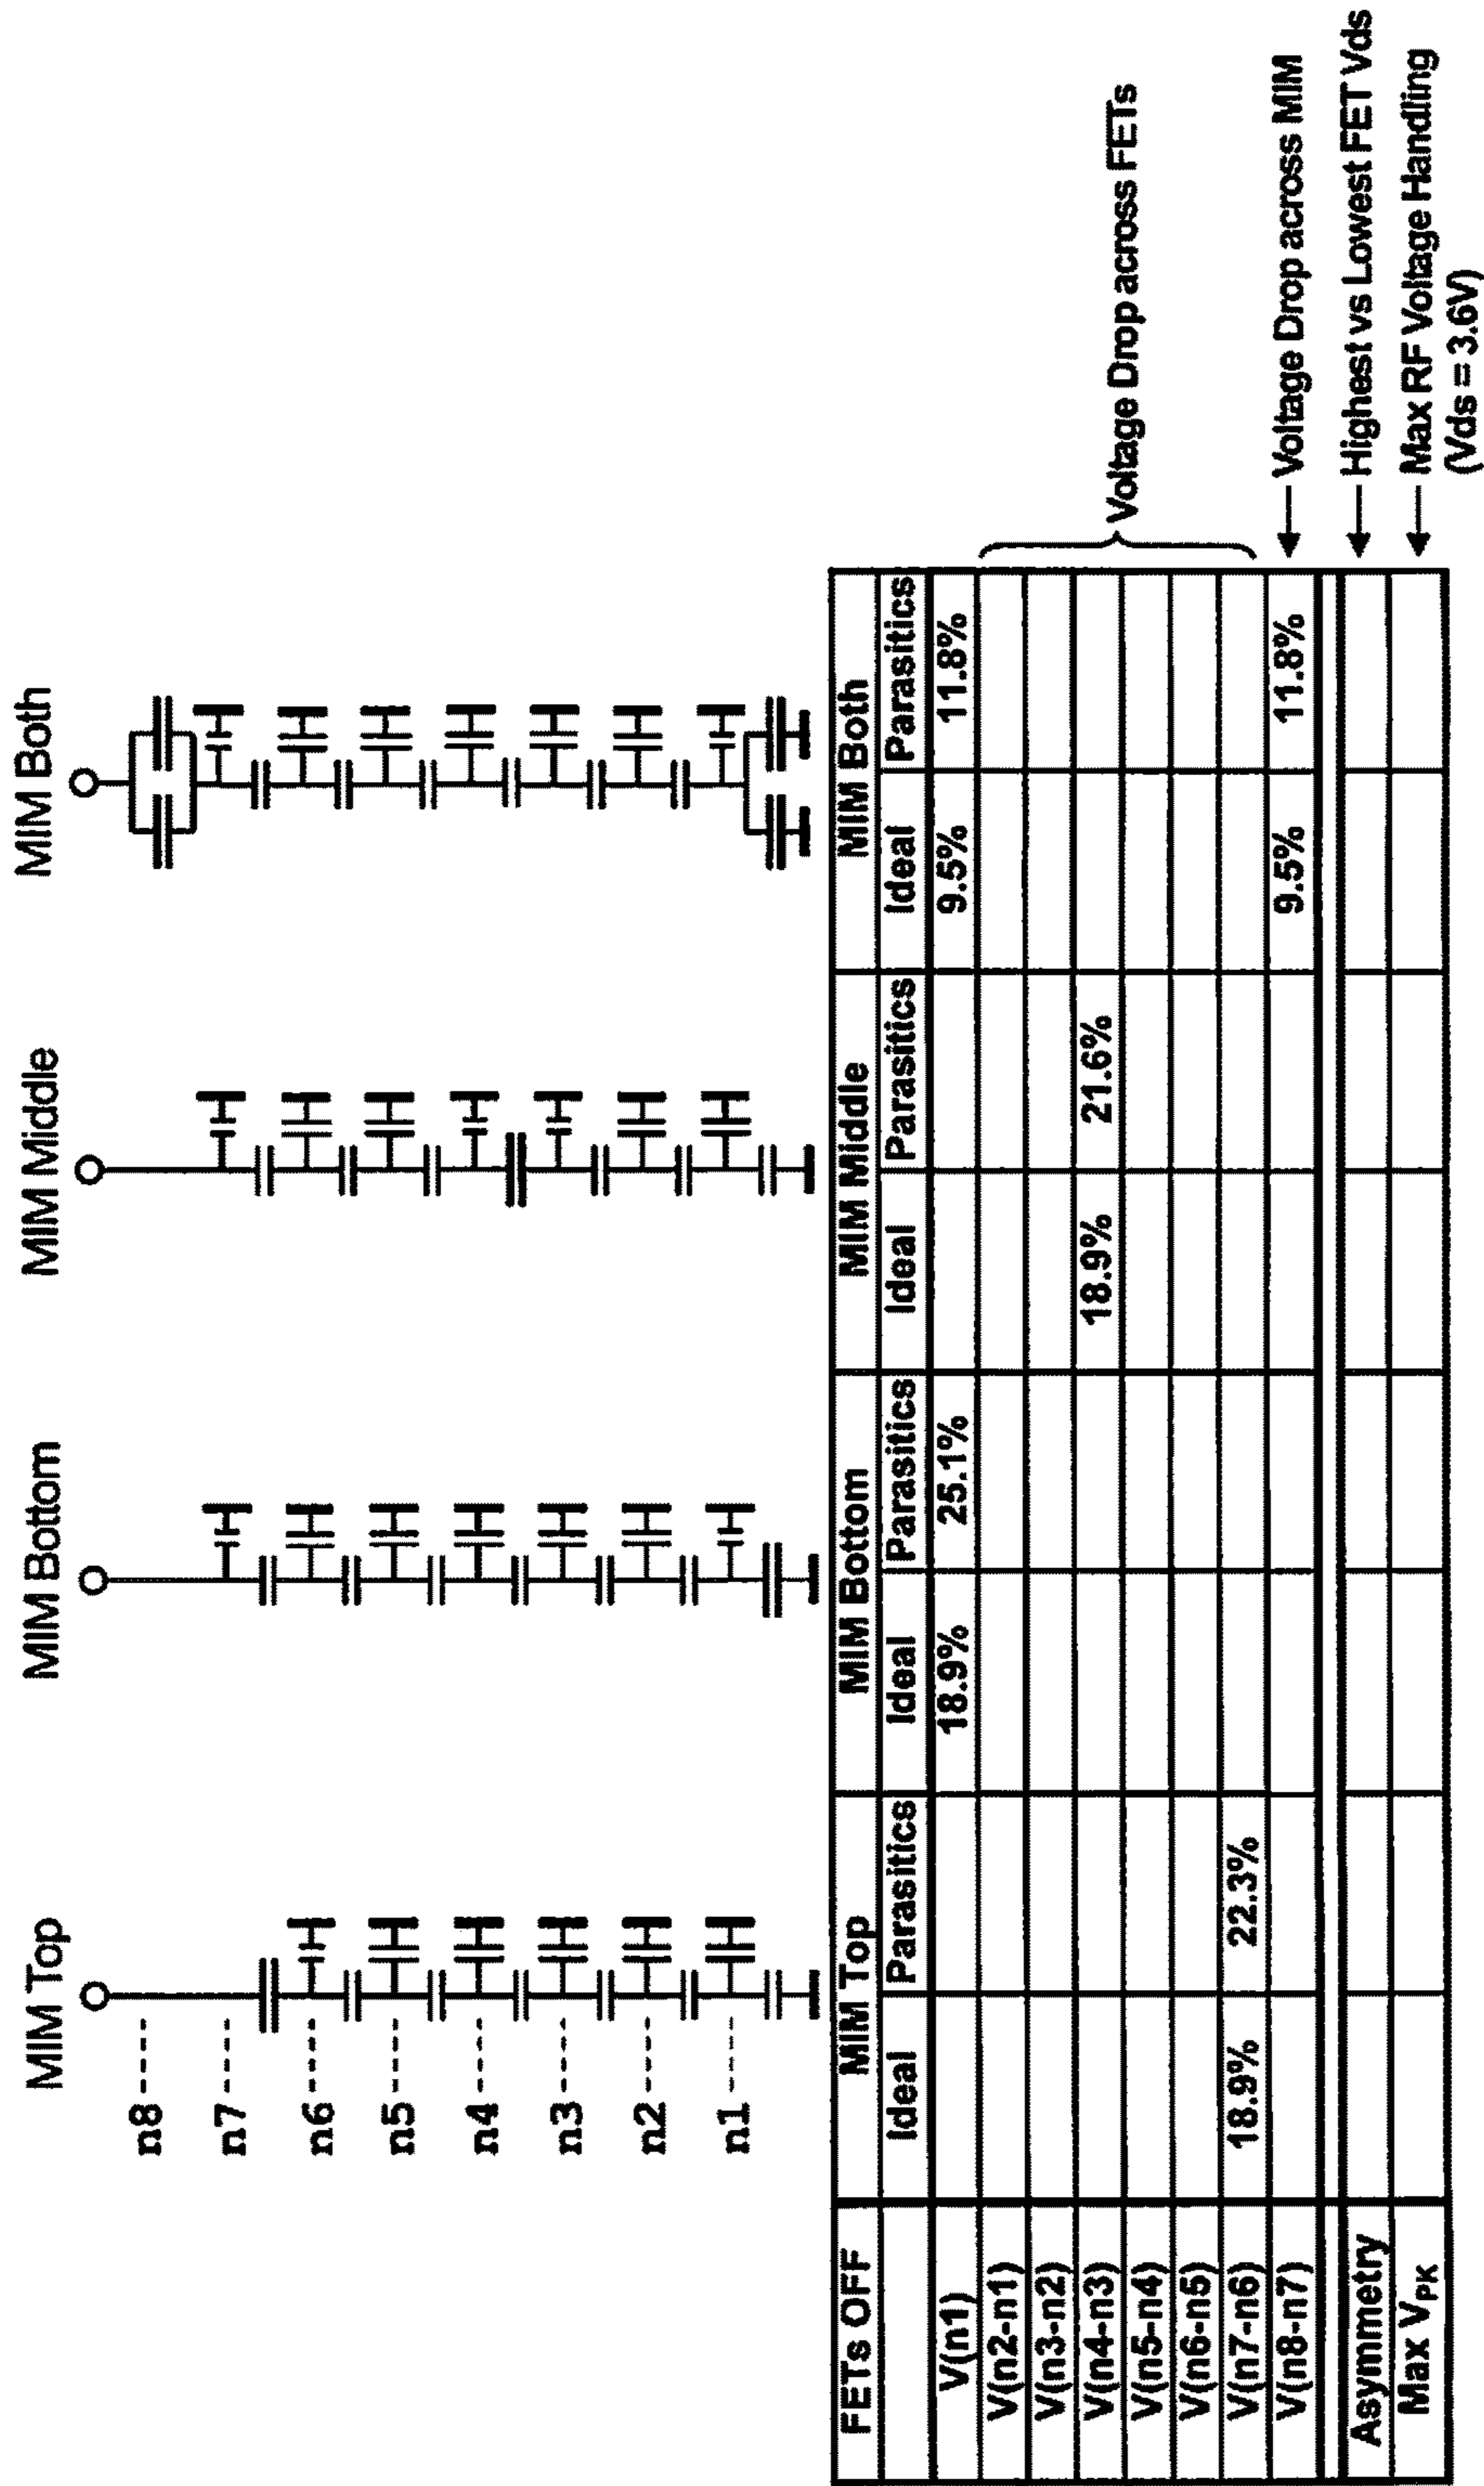 MIM Top MIM Bottom MIM Middle MIM Both
n8
n7
n6
n5
n4
n3
n2
n1
FETs OFF MIM Top MIM Bottom MIM Middle MIM Both
Ideal Parasitics Ideal Parasitics Ideal Parasitics Ideal Parasitics
V(n1) 18.9% 25.1% 9.5% 11.8%
V(n2-n1)
V(n3-n2)
V(n4-n3) 18.9% 21.6%
V(n5-n4)
V(n6-n5)
V(n7-n6) 18.9% 22.3%
V(n8-n7) 9.5% 11.8%
Asymmetry
Max VPK
Voltage Drop across FETs
Voltage Drop across MIM
Highest vs Lowest FET Vds
Max RF Voltage Handling
(Vds = 3.6V)